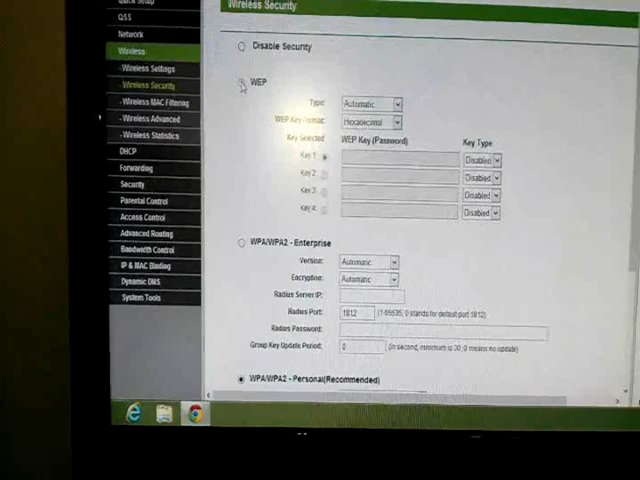 Quick Setup
QSS
Network
Wireless
- Wireless Settings
- Wireless Security
- Wireless MAC Filtering
- Wireless Advanced
- Wireless Statistics
DHCP
Forwarding
Security
Parental Control
Access Control
Advanced Routing
Bandwidth Control
IP & MAC Binding
Dynamic DNS
System Tools
Wireless Security
Disable Security
WEP
Type: Automatic
WEP Key Format: Hexadecimal
Key Selected WEP Key (Password) Key Type
Key 1: Disabled
Key 2: Disabled
Key 3: Disabled
Key 4: Disabled
WPA/WPA2 - Enterprise
Version: Automatic
Encryption: Automatic
Radius Server IP:
Radius Port: 1812 (1-65535, 0 stands for default port 1812)
Radius Password:
Group Key Update Period: 0 (in second, minimum is 30, 0 means no update)
WPA/WPA2 - Personal(Recommended)